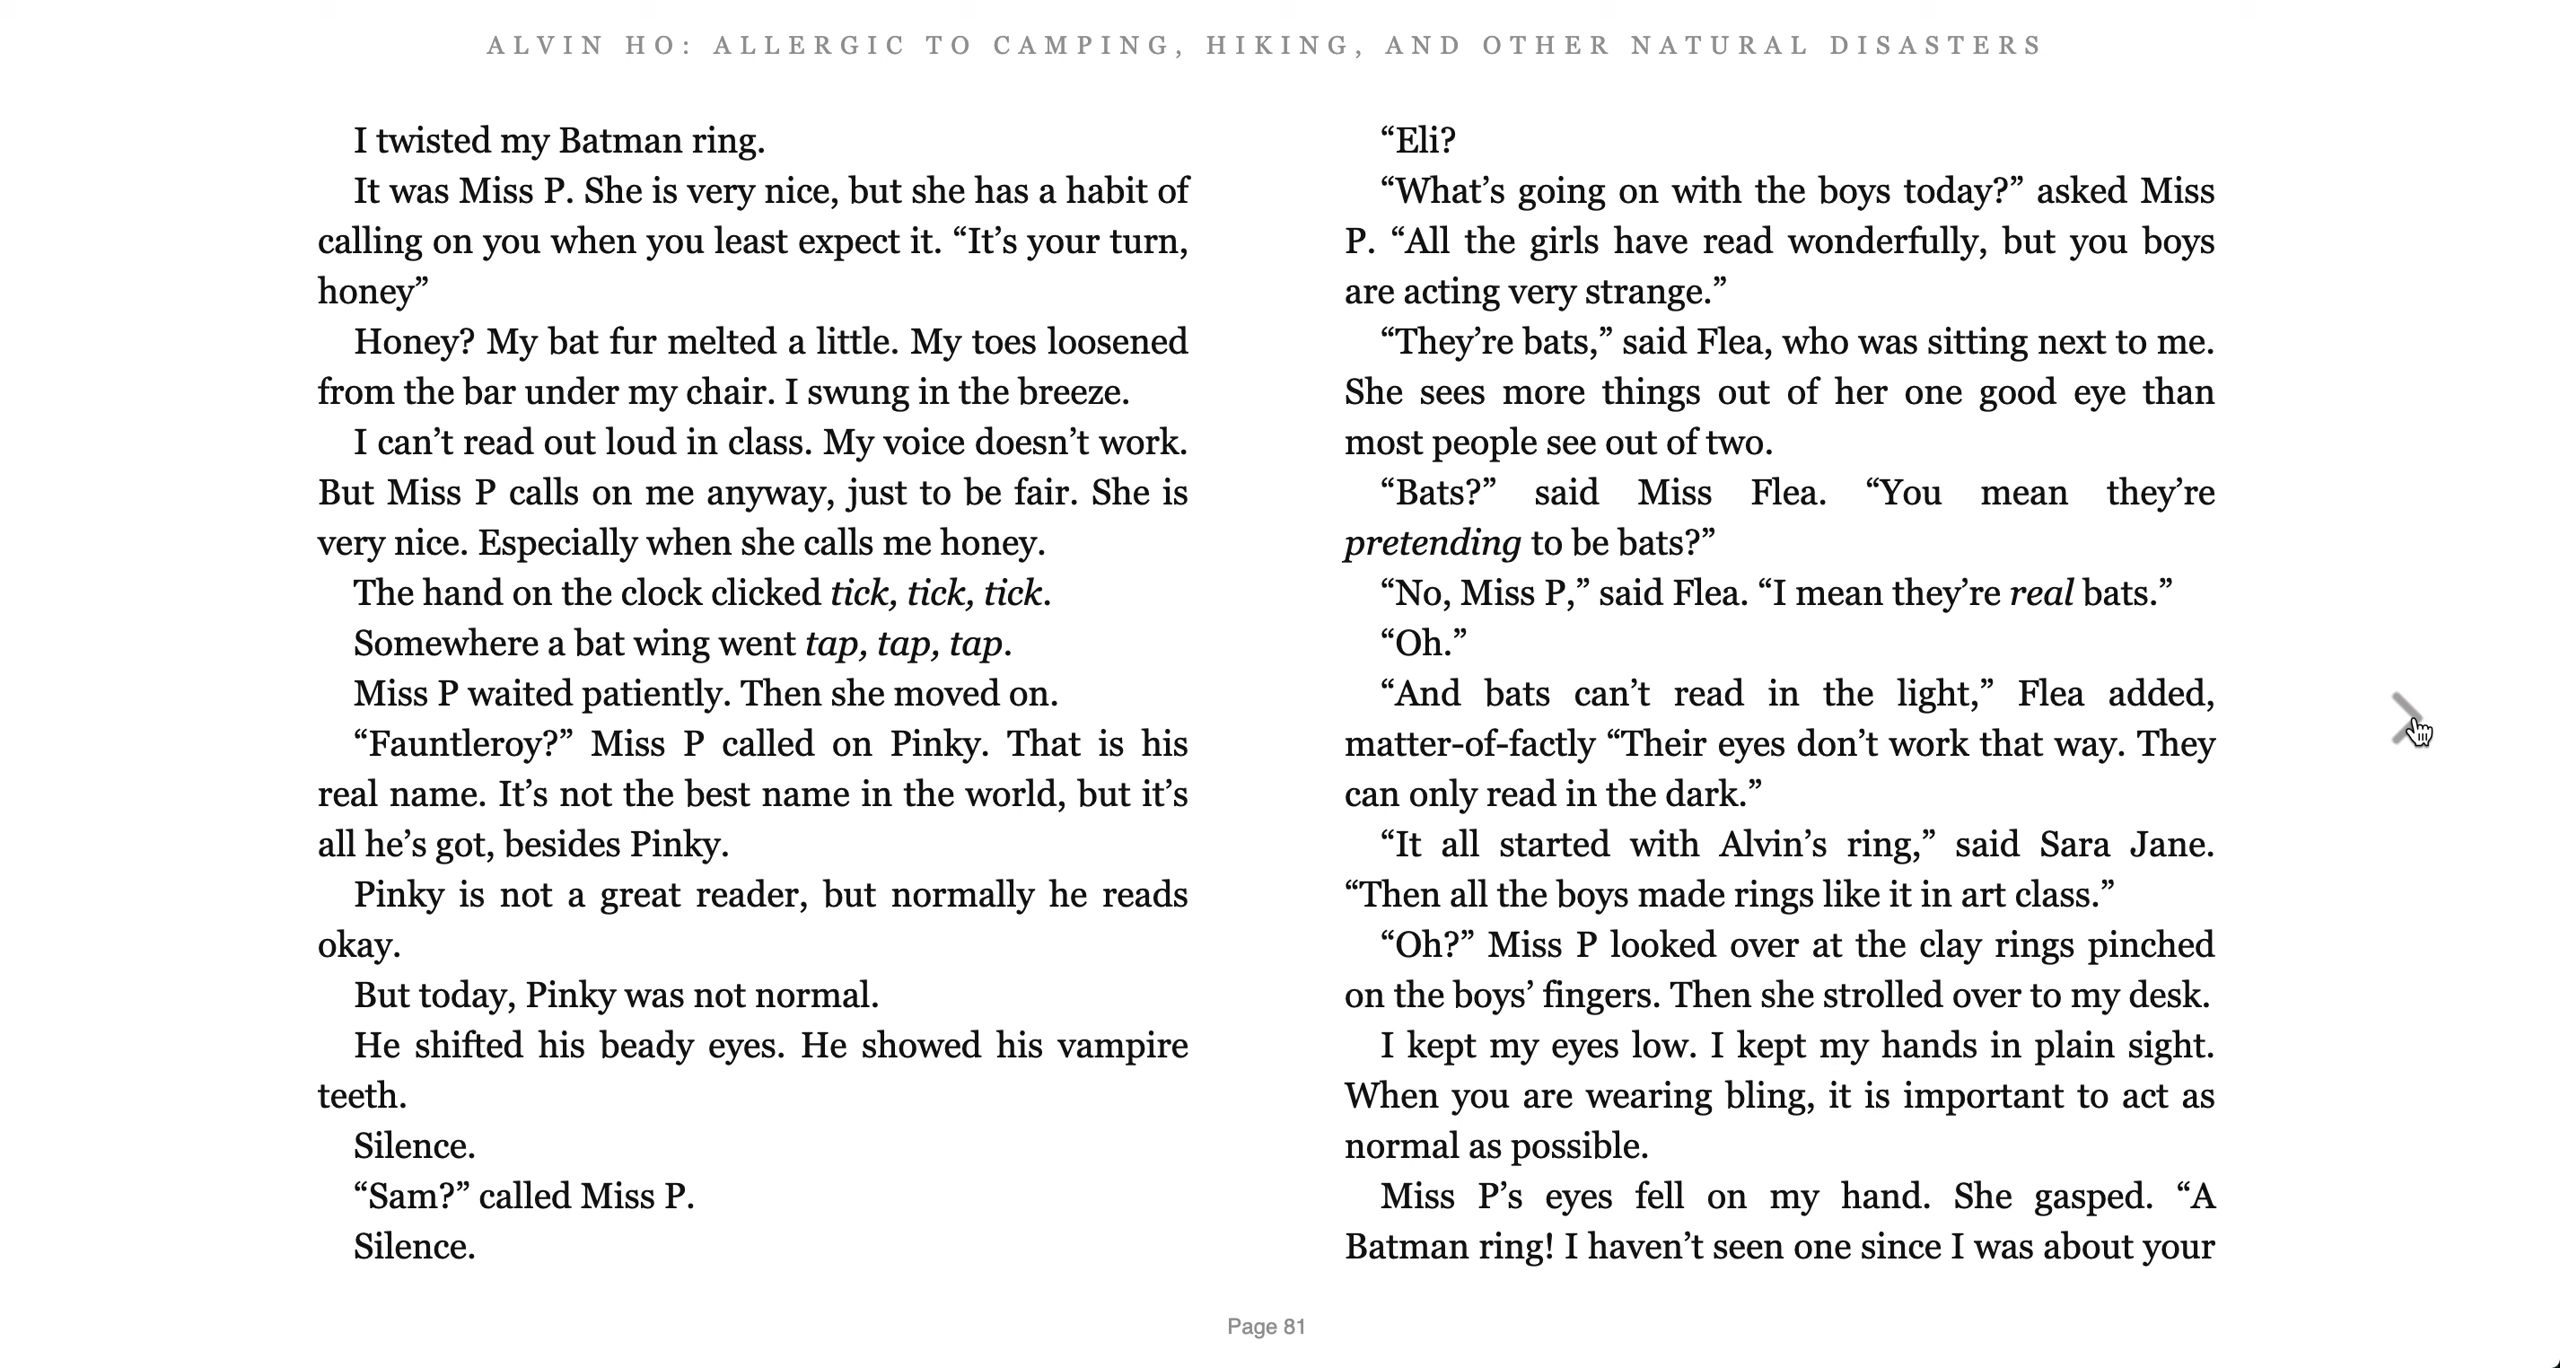 ALVIN HO: ALLERGIC TO CAMPING, HIKING, AND OTHER NATURAL DISASTERS
I twisted my Batman ring.
It was Miss P. She is very nice, but she has a habit of
calling on you when you least expect it. “It’s your turn,
honey”
Honey? My bat fur melted a little. My toes loosened
from the bar under my chair. I swung in the breeze.
I can’t read out loud in class. My voice doesn’t work.
But Miss P calls on me anyway, just to be fair. She is
very nice. Especially when she calls me honey.
The hand on the clock clicked tick, tick, tick.
Somewhere a bat wing went tap, tap, tap.
Miss P waited patiently. Then she moved on.
“Fauntleroy?” Miss P called on Pinky. That is his
real name. It’s not the best name in the world, but it’s
all he’s got, besides Pinky.
Pinky is not a great reader, but normally he reads
okay.
But today, Pinky was not normal.
He shifted his beady eyes. He showed his vampire
teeth.
Silence.
“Sam?” called Miss P.
Silence.
“Eli?
“What’s going on with the boys today?” asked Miss
P. “All the girls have read wonderfully, but you boys
are acting very strange.”
“They’re bats,” said Flea, who was sitting next to me.
She sees more things out of her one good eye than
most people see out of two.
“Bats?” said Miss Flea. “You mean they’re
pretending to be bats?”
“No, Miss P,” said Flea. “I mean they’re real bats.”
“Oh.”
“And bats can’t read in the light,” Flea added,
matter-of-factly “Their eyes don’t work that way. They
can only read in the dark.”
“It all started with Alvin’s ring,” said Sara Jane.
“Then all the boys made rings like it in art class.”
“Oh?” Miss P looked over at the clay rings pinched
on the boys’ fingers. Then she strolled over to my desk.
I kept my eyes low. I kept my hands in plain sight.
When you are wearing bling, it is important to act as
normal as possible.
Miss P’s eyes fell on my hand. She gasped. “A
Batman ring! I haven’t seen one since I was about your
Page 81